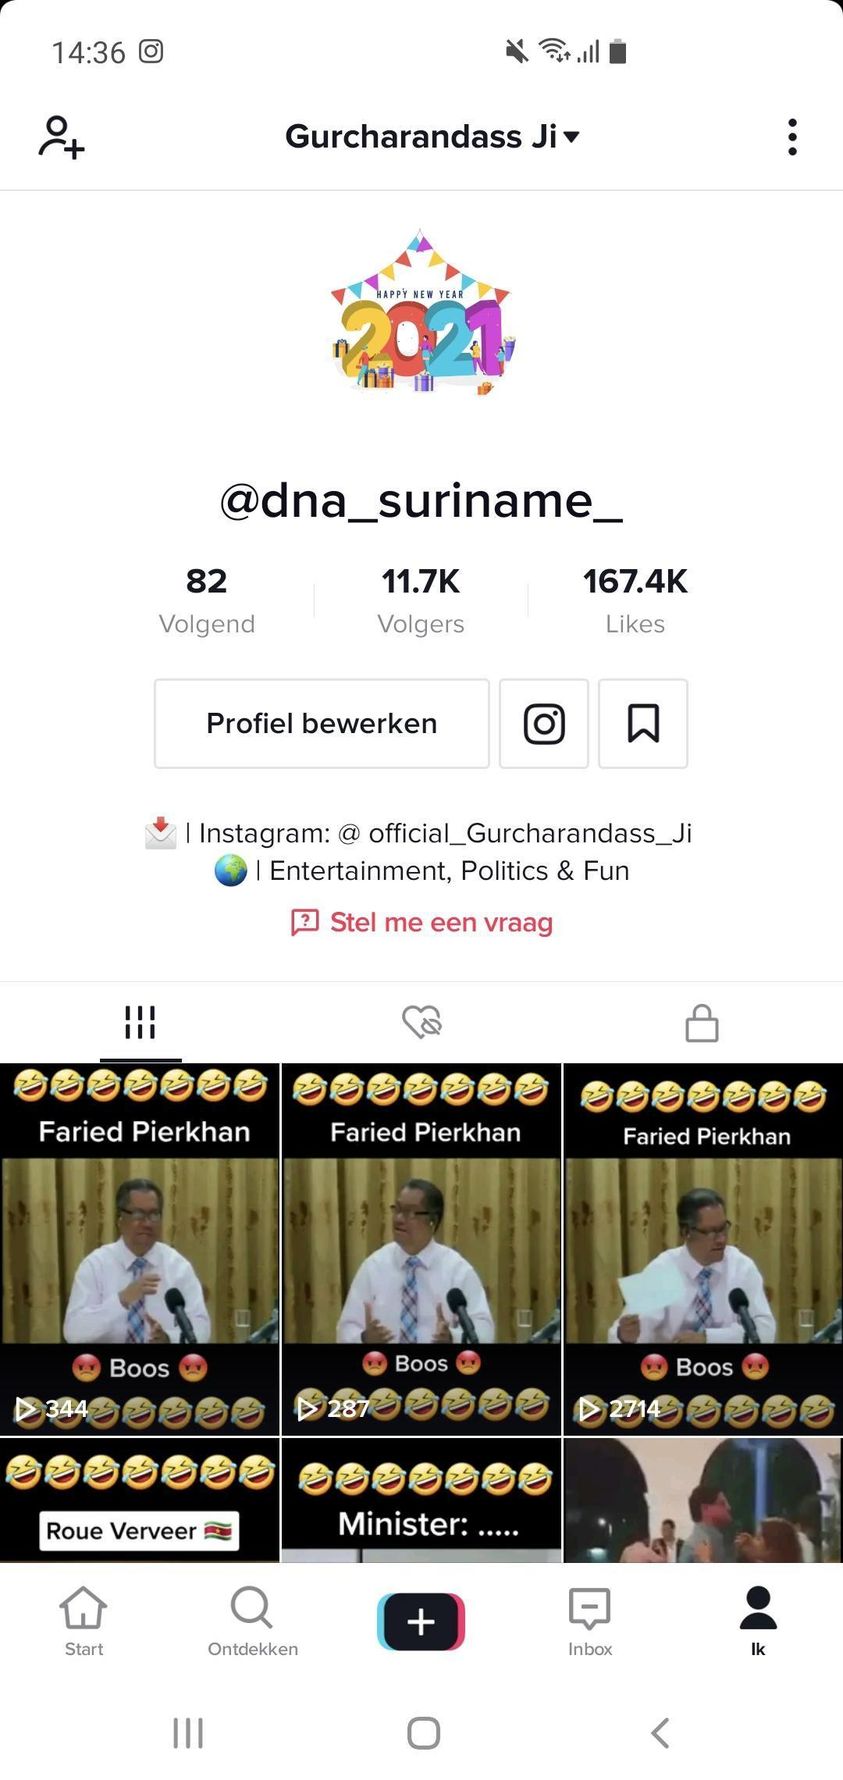 14:36
Gurcharandass Ji
HAPPY NEW YEAR
2021
@dna_suriname_
82 11.7K 167.4K
Volgend Volgers Likes
Profiel bewerken
📩 | Instagram: @ official_Gurcharandass_Ji
🌍 | Entertainment, Politics & Fun
Stel me een vraag
🤣🤣🤣🤣🤣🤣🤣 🤣🤣🤣🤣🤣🤣🤣 🤣🤣🤣🤣🤣🤣🤣
Faried Pierkhan Faried Pierkhan Faried Pierkhan
😡 Boos 😡 😡 Boos 😡 😡 Boos 😡
344 287 2714
🤣🤣🤣🤣🤣🤣🤣🤣 🤣🤣🤣🤣🤣🤣🤣
Roue Verveer 🇸🇷 Minister: .....
Start Ontdekken Inbox Ik